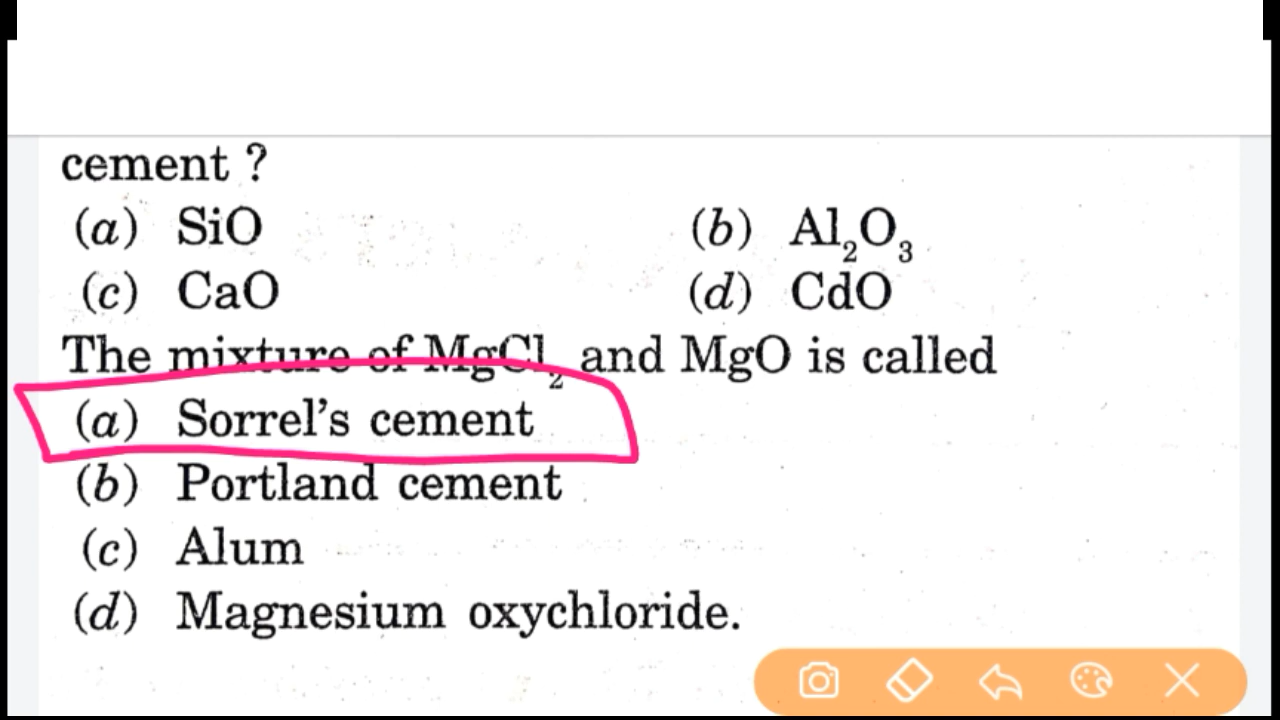 cement ?
(a) SiO (b) Al₂O₃
(c) CaO (d) CdO
The mixture of MgCl₂ and MgO is called
(a) Sorrel's cement
(b) Portland cement
(c) Alum
(d) Magnesium oxychloride.